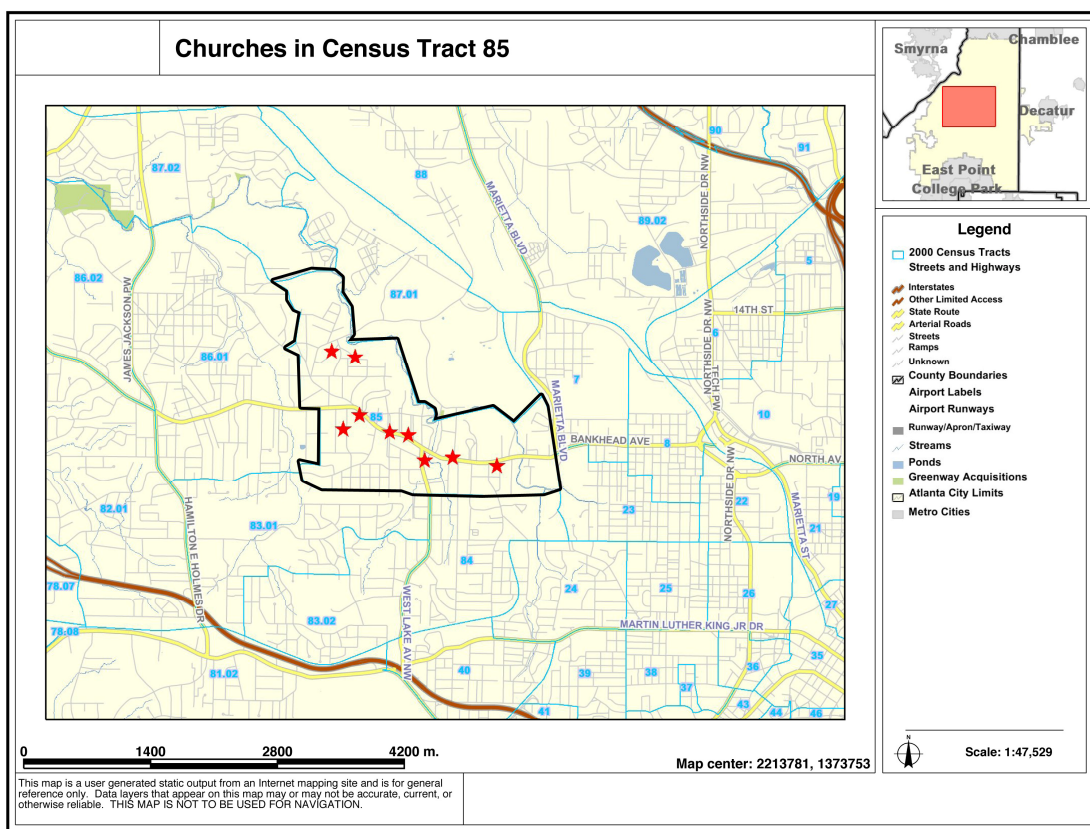 Churches in Census Tract 85
Smyrna
Chamblee
Decatur
East Point
College Park
90
91
87.02
88
MARIETTA BLVD
NORTHSIDE DR NW
89.02
5
86.02
87.01
JAMES JACKSON PW
14TH ST
NORTHSIDE DR NW
6
TECH PW
86.01
7
MARIETTA BLVD
10
85
BANKHEAD AVE
8
NORTH AV
NORTHSIDE DR NW
MARIETTA ST
19
22
21
82.01
HAMILTON E HOLMES DR
83.01
23
84
78.07
WEST LAKE AV NW
24
25
26
27
83.02
MARTIN LUTHER KING JR DR
78.08
35
81.02
40
39
38
36
37
43
41
44
46
Legend
2000 Census Tracts
Streets and Highways
Interstates
Other Limited Access
State Route
Arterial Roads
Streets
Ramps
Unknown
County Boundaries
Airport Labels
Airport Runways
Runway/Apron/Taxiway
Streams
Ponds
Greenway Acquisitions
Atlanta City Limits
Metro Cities
N
Scale: 1:47,529
0 1400 2800 4200 m.
Map center: 2213781, 1373753
This map is a user generated static output from an Internet mapping site and is for general
reference only. Data layers that appear on this map may or may not be accurate, current, or
otherwise reliable. THIS MAP IS NOT TO BE USED FOR NAVIGATION.